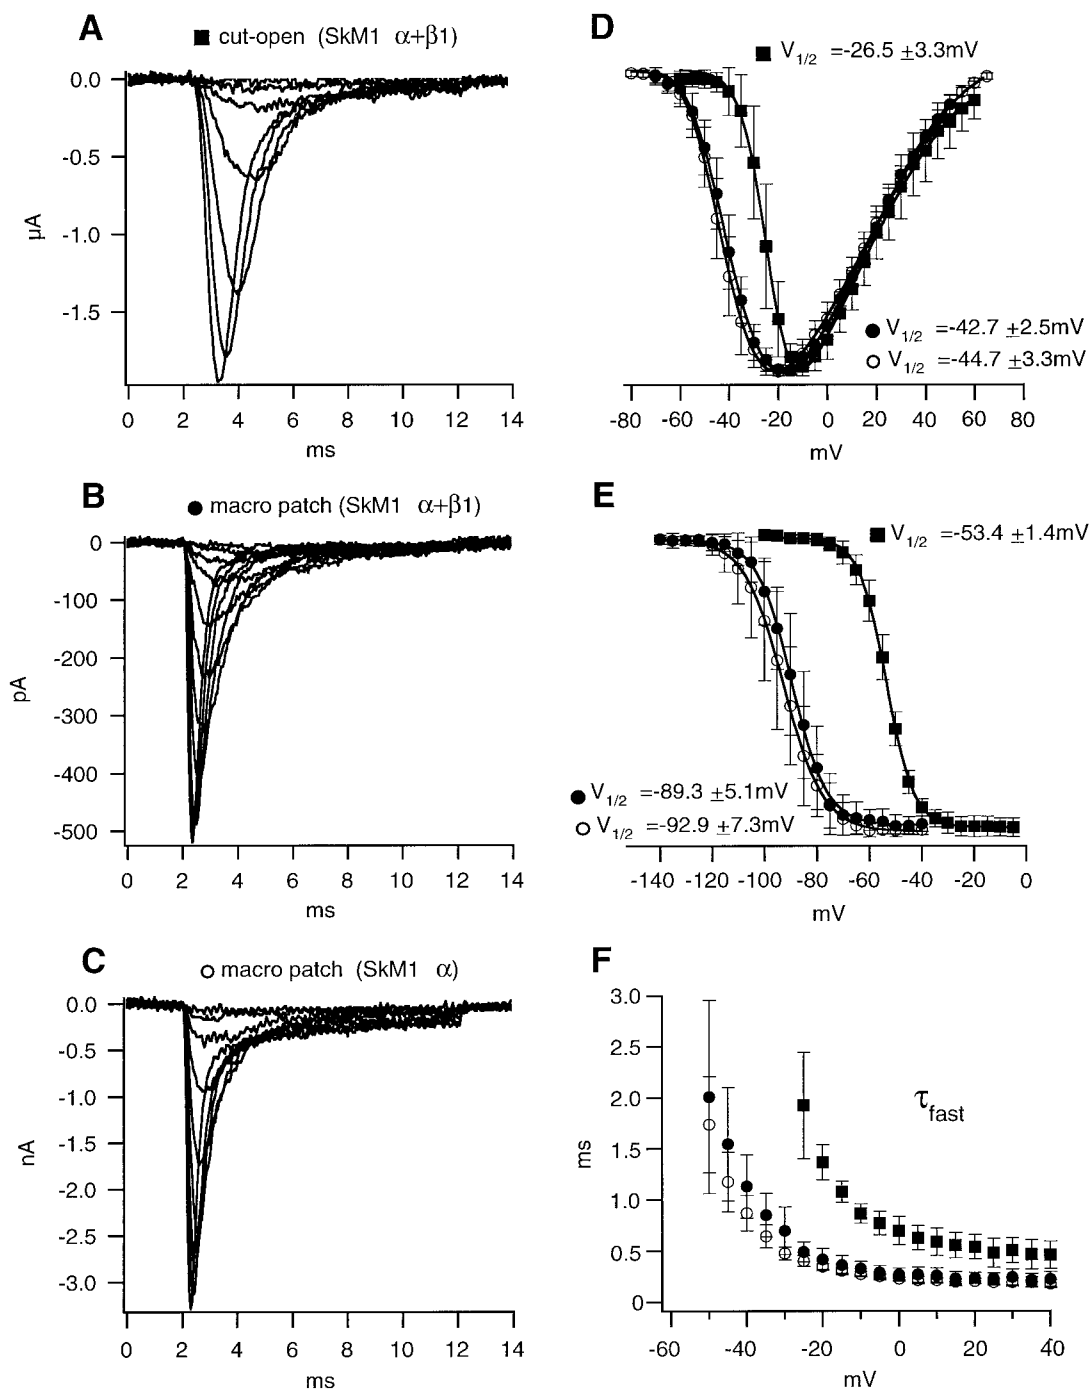 A
■ cut-open (SkM1 α+β1)
0.0
-0.5
-1.0
-1.5
µA
0 2 4 6 8 10 12 14
ms
B
● macro patch (SkM1 α+β1)
0
-100
-200
-300
-400
-500
pA
0 2 4 6 8 10 12 14
ms
C
○ macro patch (SkM1 α)
0.0
-0.5
-1.0
-1.5
-2.0
-2.5
-3.0
nA
0 2 4 6 8 10 12 14
ms
D
■ V1/2 =-26.5 ±3.3mV
● V1/2 =-42.7 ±2.5mV
○ V1/2 =-44.7 ±3.3mV
-80 -60 -40 -20 0 20 40 60 80
mV
E
■ V1/2 =-53.4 ±1.4mV
● V1/2 =-89.3 ±5.1mV
○ V1/2 =-92.9 ±7.3mV
-140 -120 -100 -80 -60 -40 -20 0
mV
F
3.0
2.5
2.0
1.5
1.0
0.5
0
ms
τfast
-60 -40 -20 0 20 40
mV